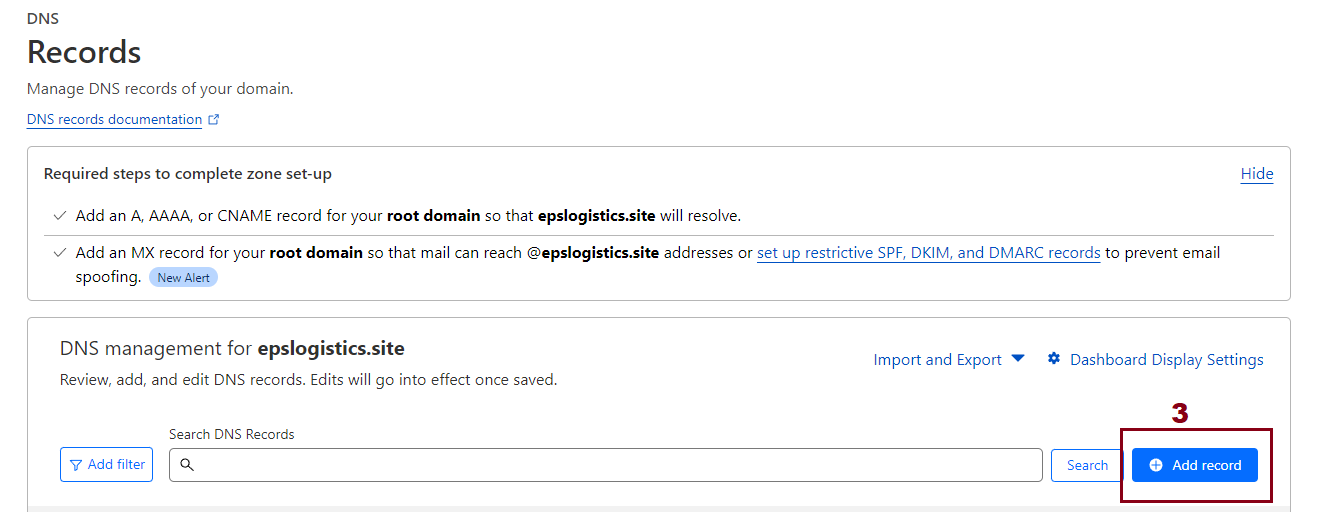 DNS
Records
Manage DNS records of your domain.
DNS records documentation
Required steps to complete zone set-up
Hide
Add an A, AAAA, or CNAME record for your root domain so that epslogistics.site will resolve.
Add an MX record for your root domain so that mail can reach @epslogistics.site addresses or set up restrictive SPF, DKIM, and DMARC records to prevent email
spoofing. New Alert
DNS management for epslogistics.site
Import and Export
Dashboard Display Settings
Review, add, and edit DNS records. Edits will go into effect once saved.
3
Search DNS Records
Add filter
Search
Add record